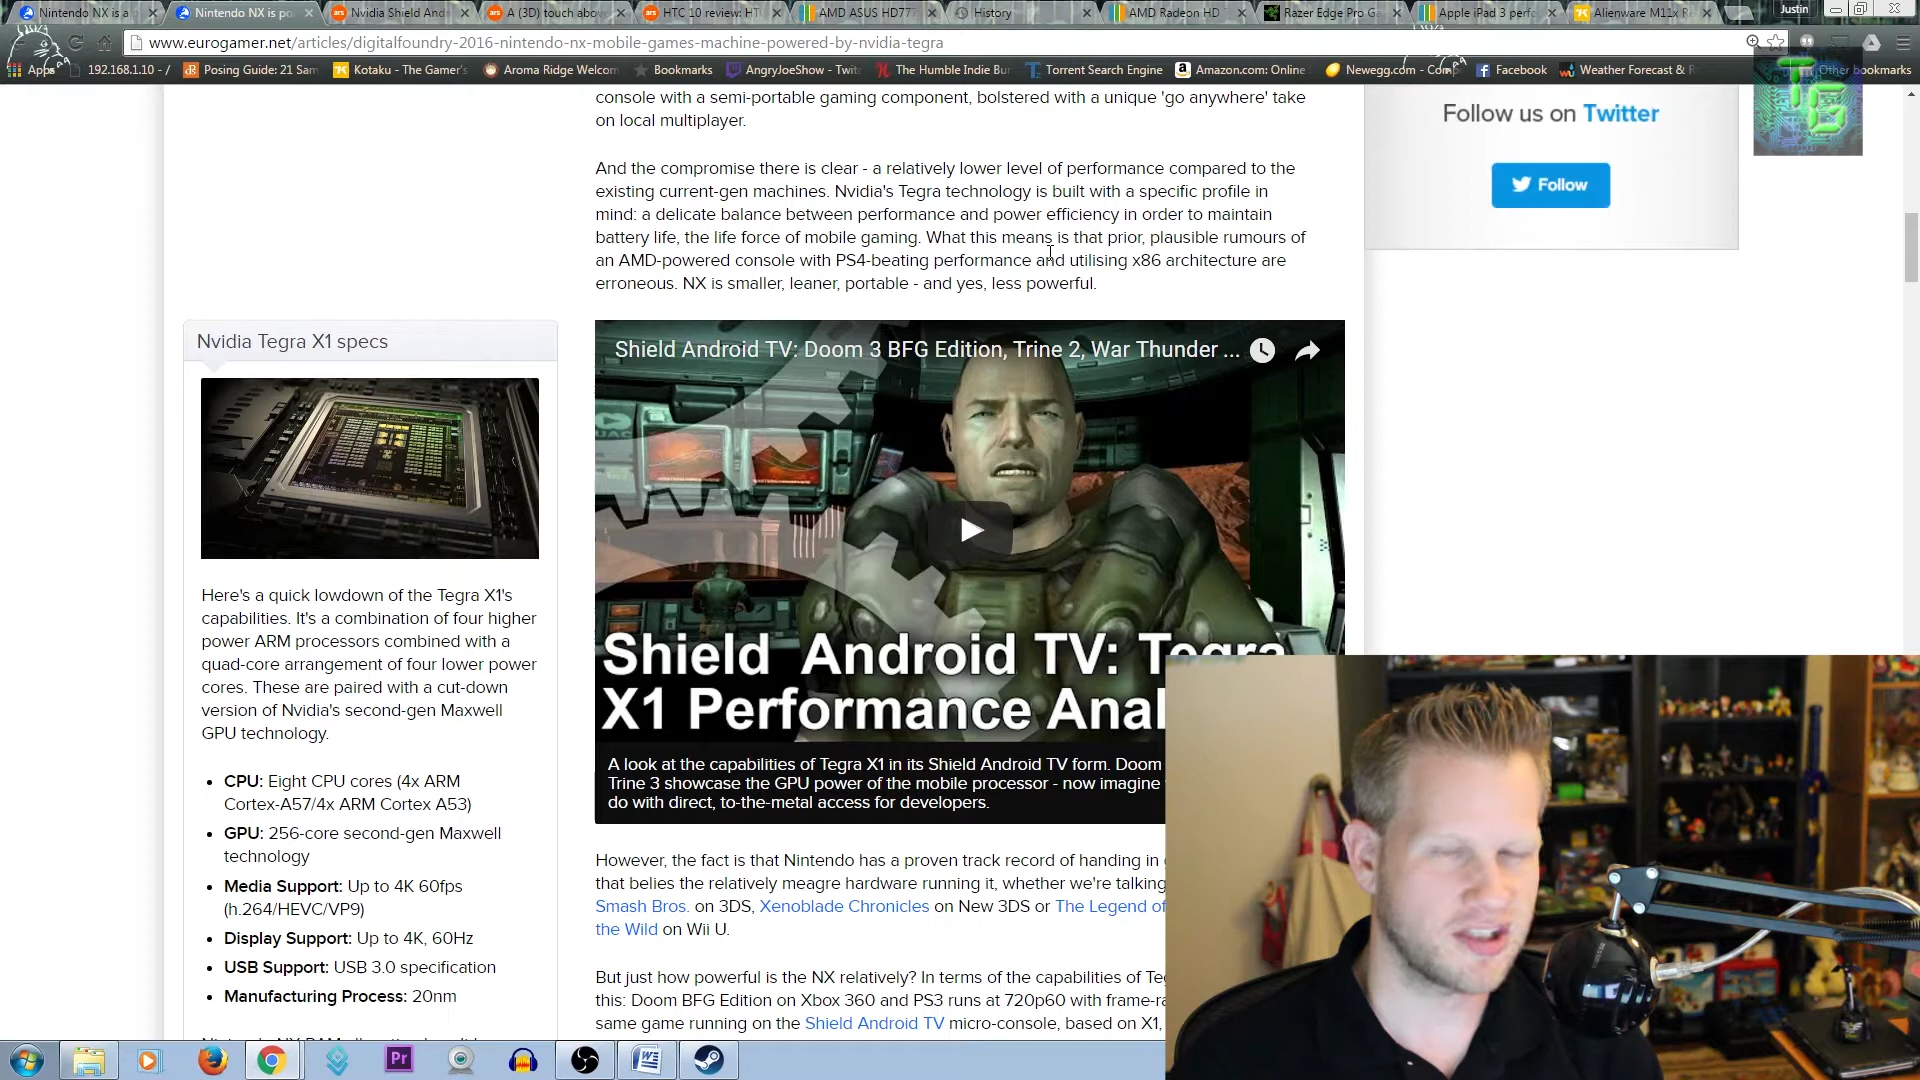 Nintendo NX is a
Nintendo NX is po
Nvidia Shield And
A (3D) touch abov
HTC 10 review: HT
AMD ASUS HD777
History
AMD Radeon HD 7
Razer Edge Pro Ga
Apple iPad 3 perfo
Alienware M11x R
Justin
www.eurogamer.net/articles/digitalfoundry-2016-nintendo-nx-mobile-games-machine-powered-by-nvidia-tegra
Apps
192.168.1.10 - /
Posing Guide: 21 Sam
Kotaku - The Gamer's
Aroma Ridge Welcom
Bookmarks
AngryJoeShow - Twitc
The Humble Indie Bu
Torrent Search Engine
Amazon.com: Online
Newegg.com - Comp
Facebook
Weather Forecast & R
Other bookmarks
TG
console with a semi-portable gaming component, bolstered with a unique 'go anywhere' take
on local multiplayer.
And the compromise there is clear - a relatively lower level of performance compared to the
existing current-gen machines. Nvidia's Tegra technology is built with a specific profile in
mind: a delicate balance between performance and power efficiency in order to maintain
battery life, the life force of mobile gaming. What this means is that prior, plausible rumours of
an AMD-powered console with PS4-beating performance and utilising x86 architecture are
erroneous. NX is smaller, leaner, portable - and yes, less powerful.
Follow us on Twitter
Follow
Nvidia Tegra X1 specs
Here's a quick lowdown of the Tegra X1's
capabilities. It's a combination of four higher
power ARM processors combined with a
quad-core arrangement of four lower power
cores. These are paired with a cut-down
version of Nvidia's second-gen Maxwell
GPU technology.
CPU: Eight CPU cores (4x ARM
Cortex-A57/4x ARM Cortex A53)
GPU: 256-core second-gen Maxwell
technology
Media Support: Up to 4K 60fps
(h.264/HEVC/VP9)
Display Support: Up to 4K, 60Hz
USB Support: USB 3.0 specification
Manufacturing Process: 20nm
Shield Android TV: Doom 3 BFG Edition, Trine 2, War Thunder ...
Shield Android TV: Tegra
X1 Performance Anal
A look at the capabilities of Tegra X1 in its Shield Android TV form. Doom
Trine 3 showcase the GPU power of the mobile processor - now imagine
do with direct, to-the-metal access for developers.
However, the fact is that Nintendo has a proven track record of handing in
that belies the relatively meagre hardware running it, whether we're talking
Smash Bros. on 3DS, Xenoblade Chronicles on New 3DS or The Legend of
the Wild on Wii U.
But just how powerful is the NX relatively? In terms of the capabilities of Te
this: Doom BFG Edition on Xbox 360 and PS3 runs at 720p60 with frame-ra
same game running on the Shield Android TV micro-console, based on X1,
Pr